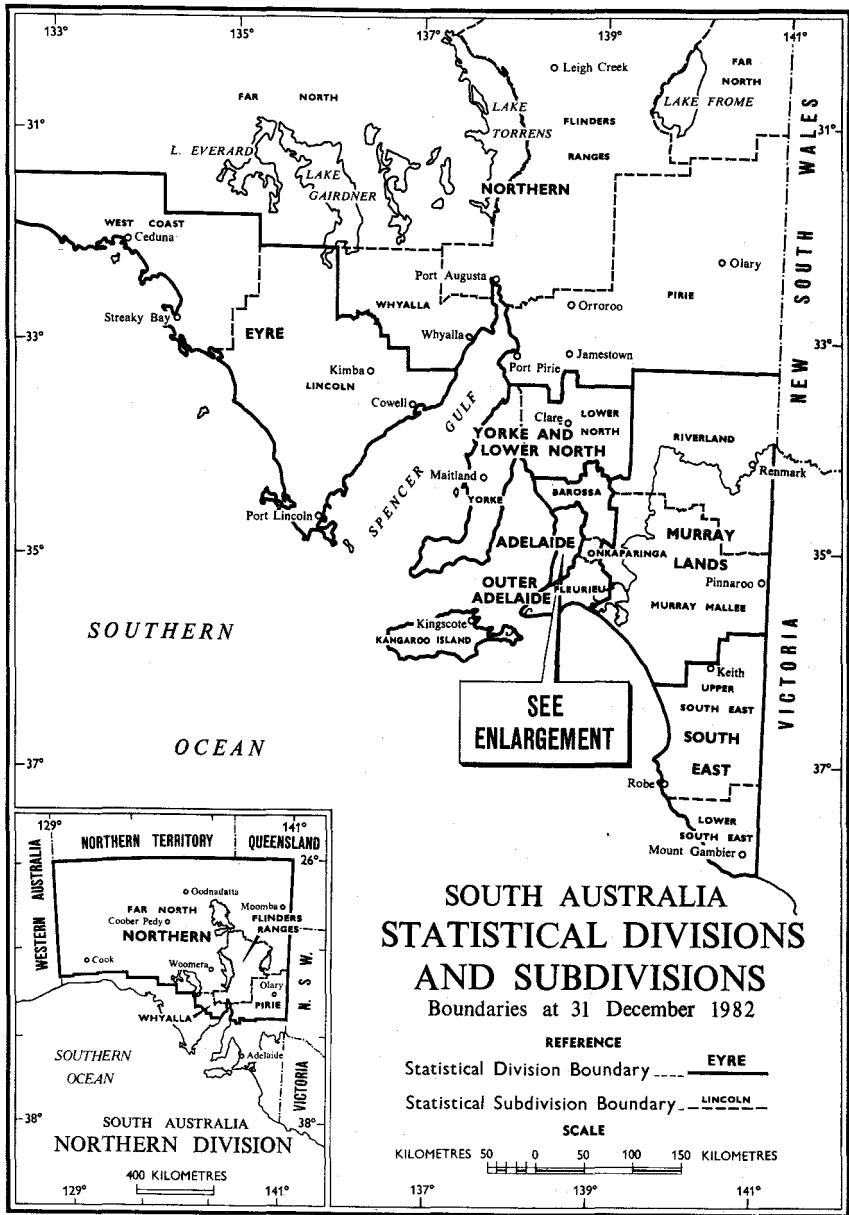 133°
135°
137°
139°
141°
Leigh Creek
FAR
NORTH
LAKE FROME
FAR NORTH
LAKE
TORRENS
31°
31°
FLINDERS
RANGES
L. EVERARD
LAKE
GAIRDNER
NORTHERN
NEW SOUTH WALES
WEST COAST
Ceduna
Port Augusta
Olary
WHYALLA
Orroroo
PIRIE
Streaky Bay
33°
EYRE
Whyalla
33°
Jamestown
Port Pirie
Kimba
LINCOLN
Cowell
SPENCER GULF
Clare
LOWER
NORTH
YORKE AND
LOWER NORTH
RIVERLAND
Renmark
Maitland
YORKE
BAROSSA
Port Lincoln
35°
ADELAIDE
ONKAPARINGA
MURRAY
LANDS
35°
OUTER
ADELAIDE
FLEURIEU
Pinnaroo
MURRAY MALLEE
Kingscote
KANGAROO ISLAND
SOUTHERN
OCEAN
VICTORIA
Keith
UPPER
SOUTH EAST
SEE
ENLARGEMENT
SOUTH
EAST
37°
37°
Robe
LOWER
SOUTH EAST
Mount Gambier
129°
141°
NORTHERN TERRITORY
QUEENSLAND
26°
WESTERN AUSTRALIA
Oodnadatta
Moomba
FAR NORTH
FLINDERS
RANGES
Coober Pedy
NORTHERN
Cook
Woomera
Olary
PIRIE
N. S. W.
WHYALLA
SOUTHERN
OCEAN
Adelaide
VICTORIA
38°
38°
SOUTH AUSTRALIA
NORTHERN DIVISION
400 KILOMETRES
129°
141°
SOUTH AUSTRALIA
STATISTICAL DIVISIONS
AND SUBDIVISIONS
Boundaries at 31 December 1982
REFERENCE
Statistical Division Boundary EYRE
Statistical Subdivision Boundary LINCOLN
SCALE
KILOMETRES 50 0 50 100 150 KILOMETRES
137°
139°
141°